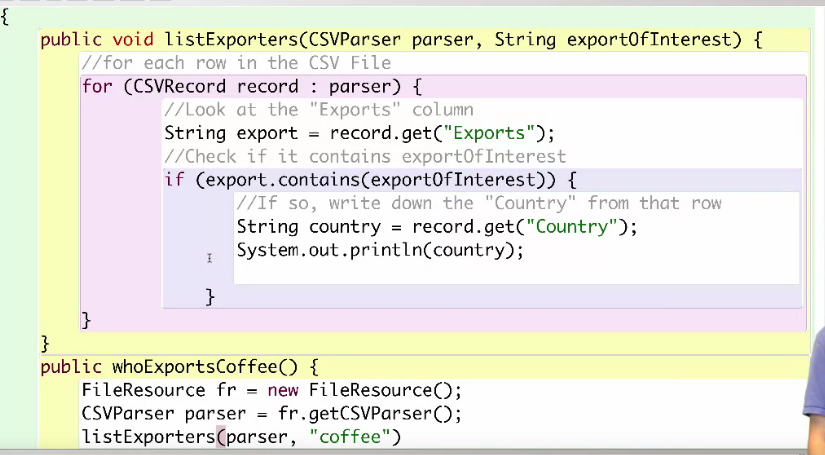 {
public void listExporters(CSVParser parser, String exportOfInterest) {
//for each row in the CSV File
for (CSVRecord record : parser) {
//Look at the "Exports" column
String export = record.get("Exports");
//Check if it contains exportOfInterest
if (export.contains(exportOfInterest)) {
//If so, write down the "Country" from that row
String country = record.get("Country");
System.out.println(country);
}
}
}
public whoExportsCoffee() {
FileResource fr = new FileResource();
CSVParser parser = fr.getCSVParser();
listExporters(parser, "coffee")